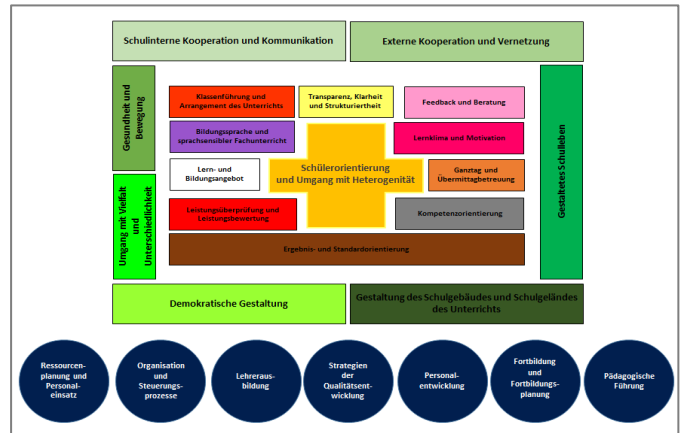 Schulinterne Kooperation und Kommunikation
Externe Kooperation und Vernetzung
Gesundheit und
Bewegung
Umgang mit Vielfalt
und
Unterschiedlichkeit
Klassenführung und
Arrangement des Unterrichts
Transparenz, Klarheit
und Strukturiertheit
Feedback und Beratung
Bildungssprache und
sprachsensibler Fachunterricht
Lernklima und Motivation
Schülerorientierung
und Umgang mit Heterogenität
Lern- und
Bildungsangebot
Ganztag und
Übermittagbetreuung
Leistungsüberprüfung und
Leistungsbewertung
Kompetenzorientierung
Ergebnis- und Standardorientierung
Gestaltetes Schulleben
Demokratische Gestaltung
Gestaltung des Schulgebäudes und Schulgeländes
des Unterrichts
Ressourcen-
planung und
Personal-
einsatz
Organisation
und
Steuerungs-
prozesse
Lehreraus-
bildung
Strategien
der
Qualitätsent-
wicklung
Personal-
entwicklung
Fortbildung
und
Fortbildungs-
planung
Pädagogische
Führung